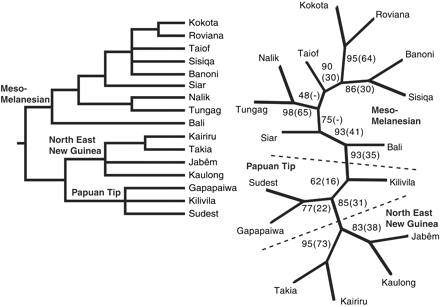 Kokota
Roviana
Taiof
Sisiqa
Banoni
Siar
Nalik
Tungag
Bali
Kairiru
Takia
Jabêm
Kaulong
Gapapaiwa
Kilivila
Sudest
Meso-
Melanesian
North East
New Guinea
Papuan Tip
Kokota
Roviana
Taiof
Banoni
Nalik
90
(30)
95(64)
86(30)
Sisiqa
48(-)
Tungag
98(65)
Meso-
Melanesian
75(-)
Siar
93(41)
Bali
93(35)
Papuan Tip
62(16)
Kilivila
Sudest
85(31)
77(22)
North East
New Guinea
83(38)
Jabêm
Gapapaiwa
95(73)
Kaulong
Takia
Kairiru